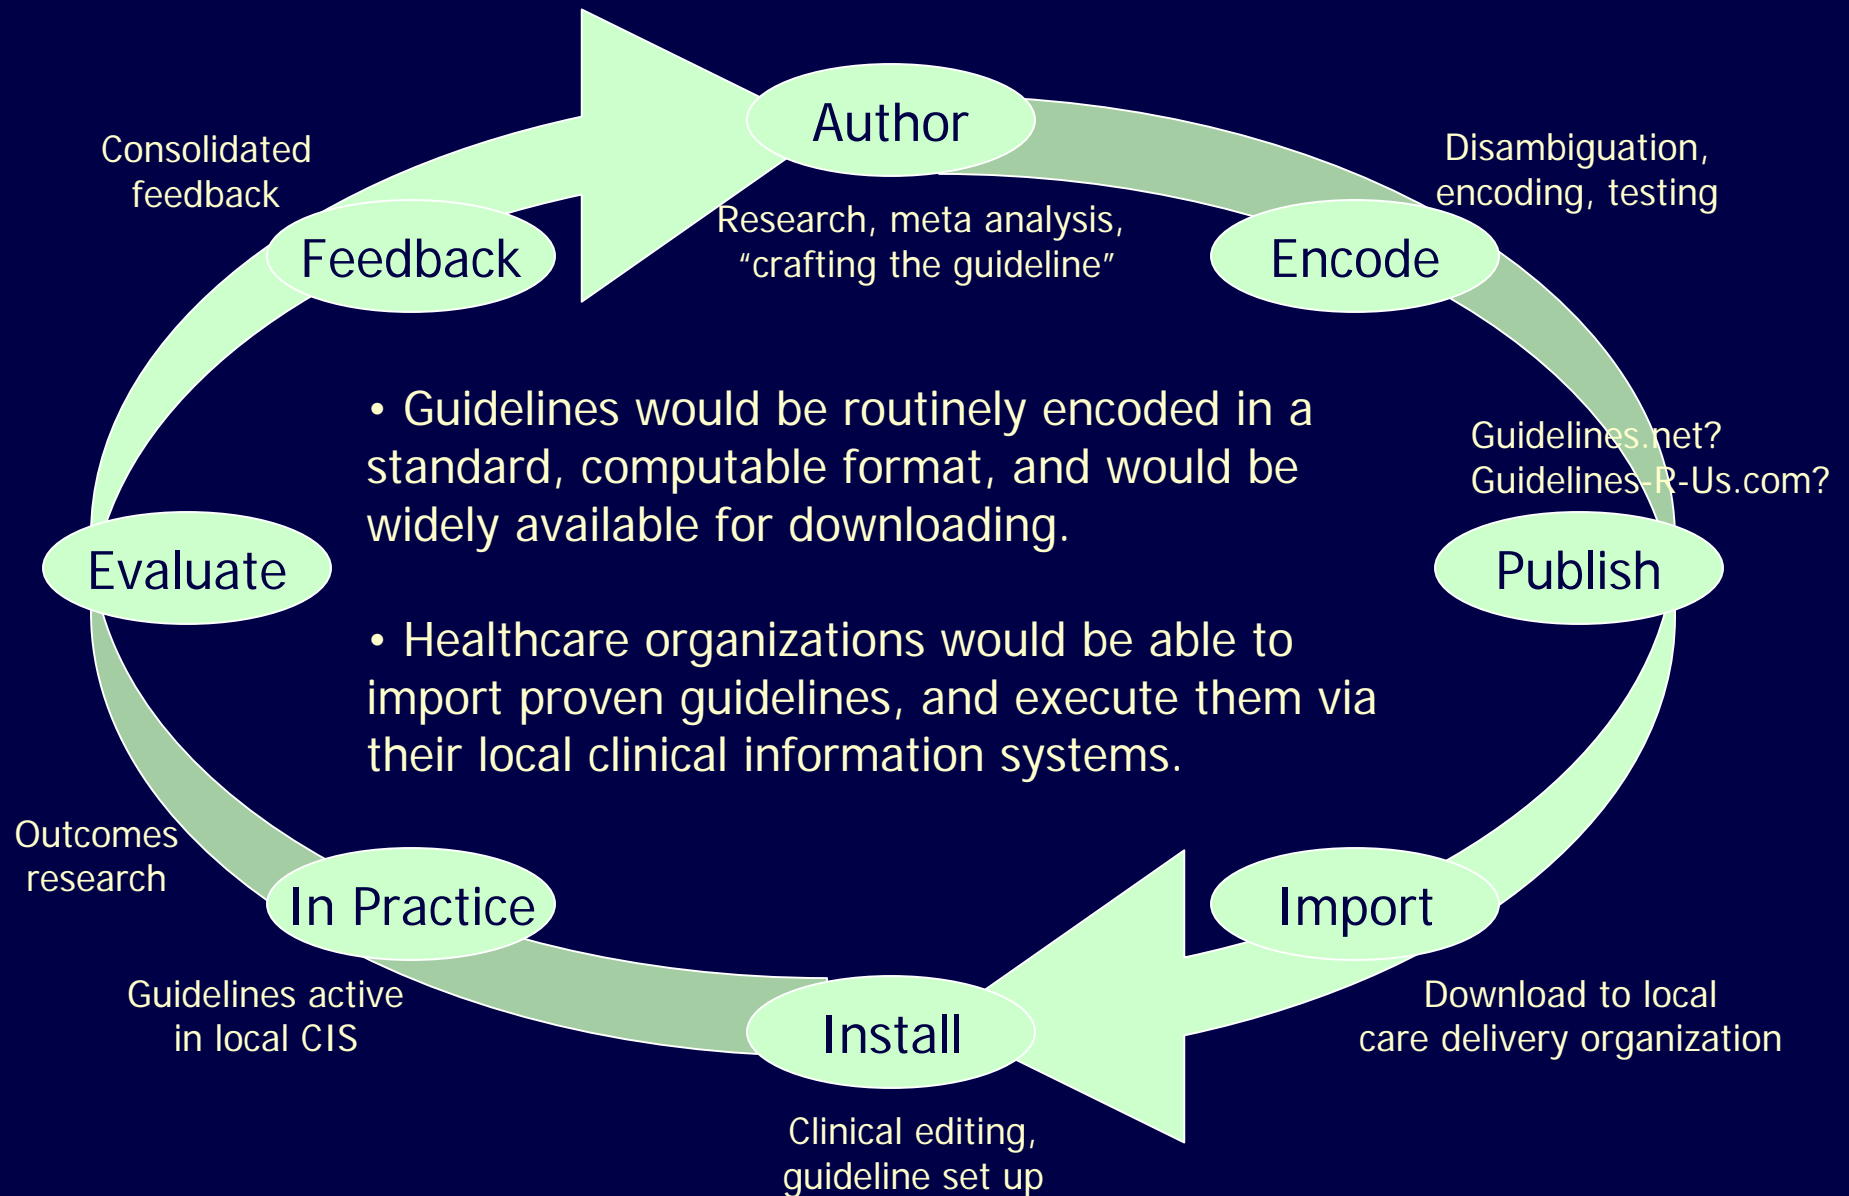 Author
Consolidated
feedback
Disambiguation,
encoding, testing
Feedback
Research, meta analysis,
“crafting the guideline”
Encode
• Guidelines would be routinely encoded in a
standard, computable format, and would be
widely available for downloading.
Guidelines.net?
Guidelines-R-Us.com?
Evaluate
Publish
• Healthcare organizations would be able to
import proven guidelines, and execute them via
their local clinical information systems.
Outcomes
research
In Practice
Import
Guidelines active
in local CIS
Install
Download to local
care delivery organization
Clinical editing,
guideline set up